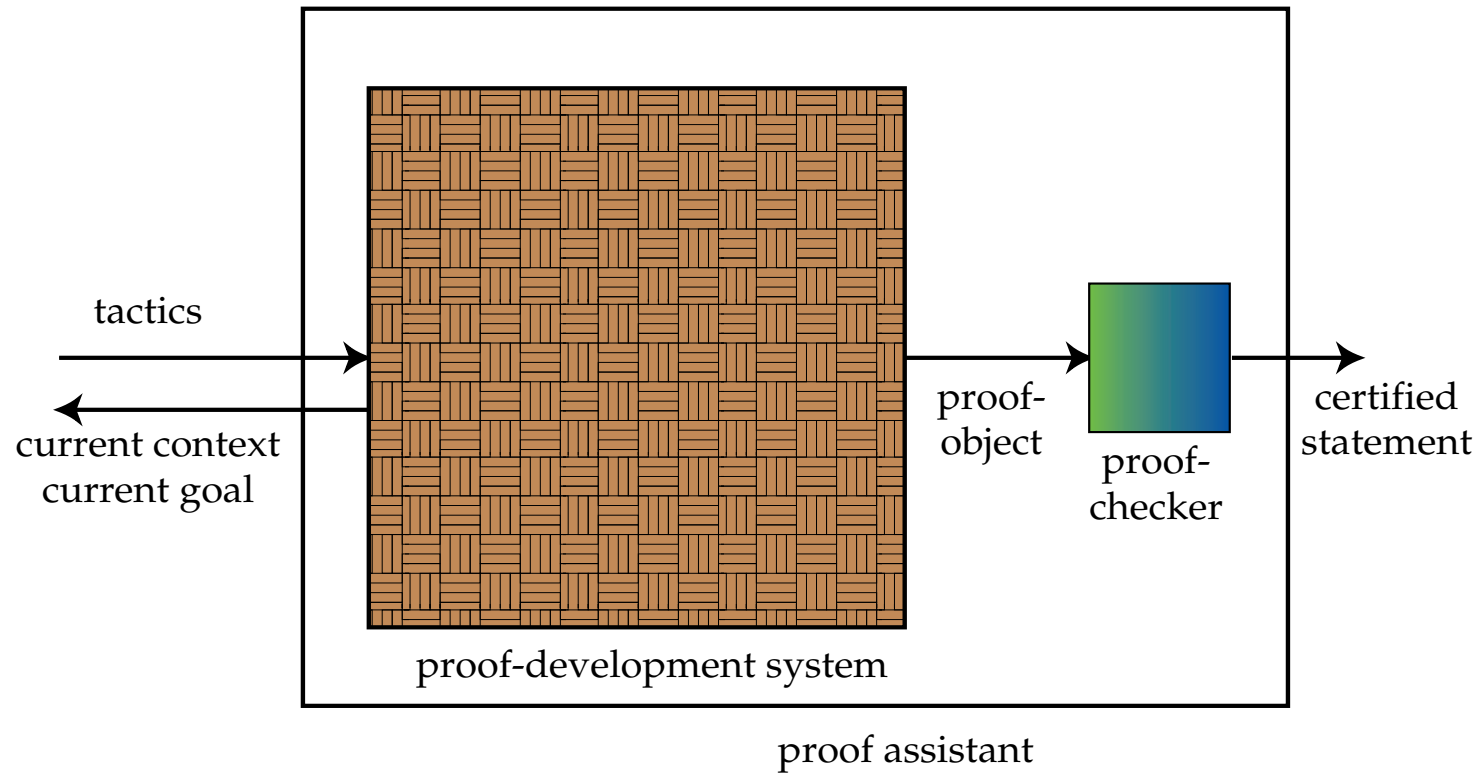 tactics
current context
current goal
proof-development system
proof-
object
proof-
checker
certified
statement
proof assistant